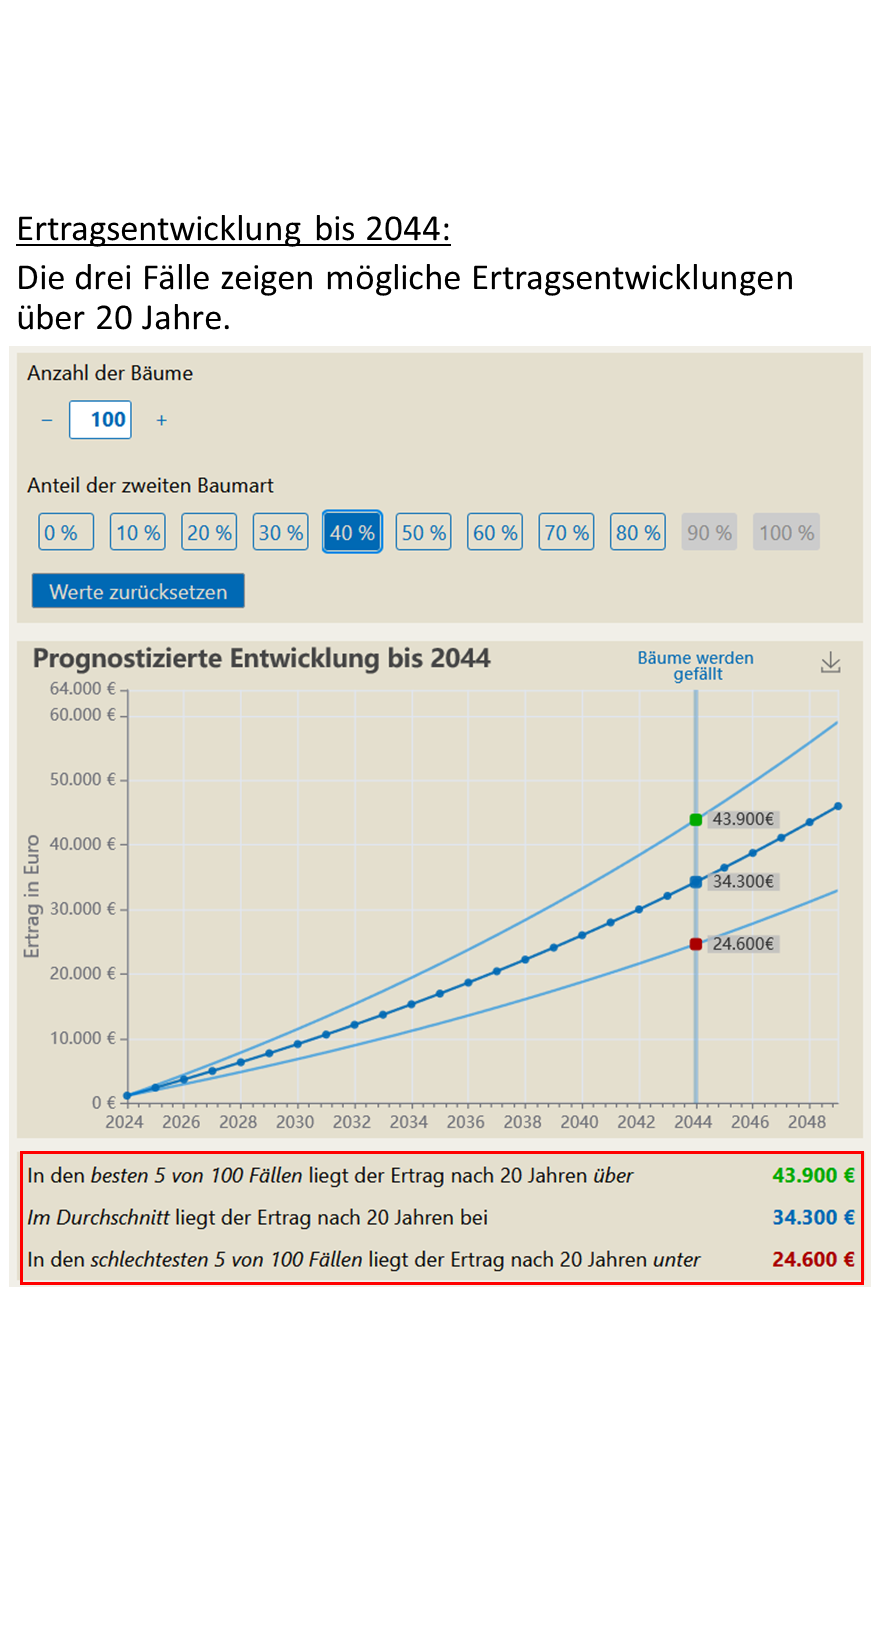 Ertragsentwicklung bis 2044:
Die drei Fälle zeigen mögliche Ertragsentwicklungen
über 20 Jahre.
Anzahl der Bäume
− 100 +
Anteil der zweiten Baumart
0 % 10 % 20 % 30 % 40 % 50 % 60 % 70 % 80 % 90 % 100 %
Werte zurücksetzen
Prognostizierte Entwicklung bis 2044
Bäume werden
gefällt
64.000 €
60.000 €
50.000 €
43.900€
40.000 €
34.300€
30.000 €
24.600€
20.000 €
10.000 €
0 €
Ertrag in Euro
2024 2026 2028 2030 2032 2034 2036 2038 2040 2042 2044 2046 2048
In den besten 5 von 100 Fällen liegt der Ertrag nach 20 Jahren über 43.900 €
Im Durchschnitt liegt der Ertrag nach 20 Jahren bei 34.300 €
In den schlechtesten 5 von 100 Fällen liegt der Ertrag nach 20 Jahren unter 24.600 €